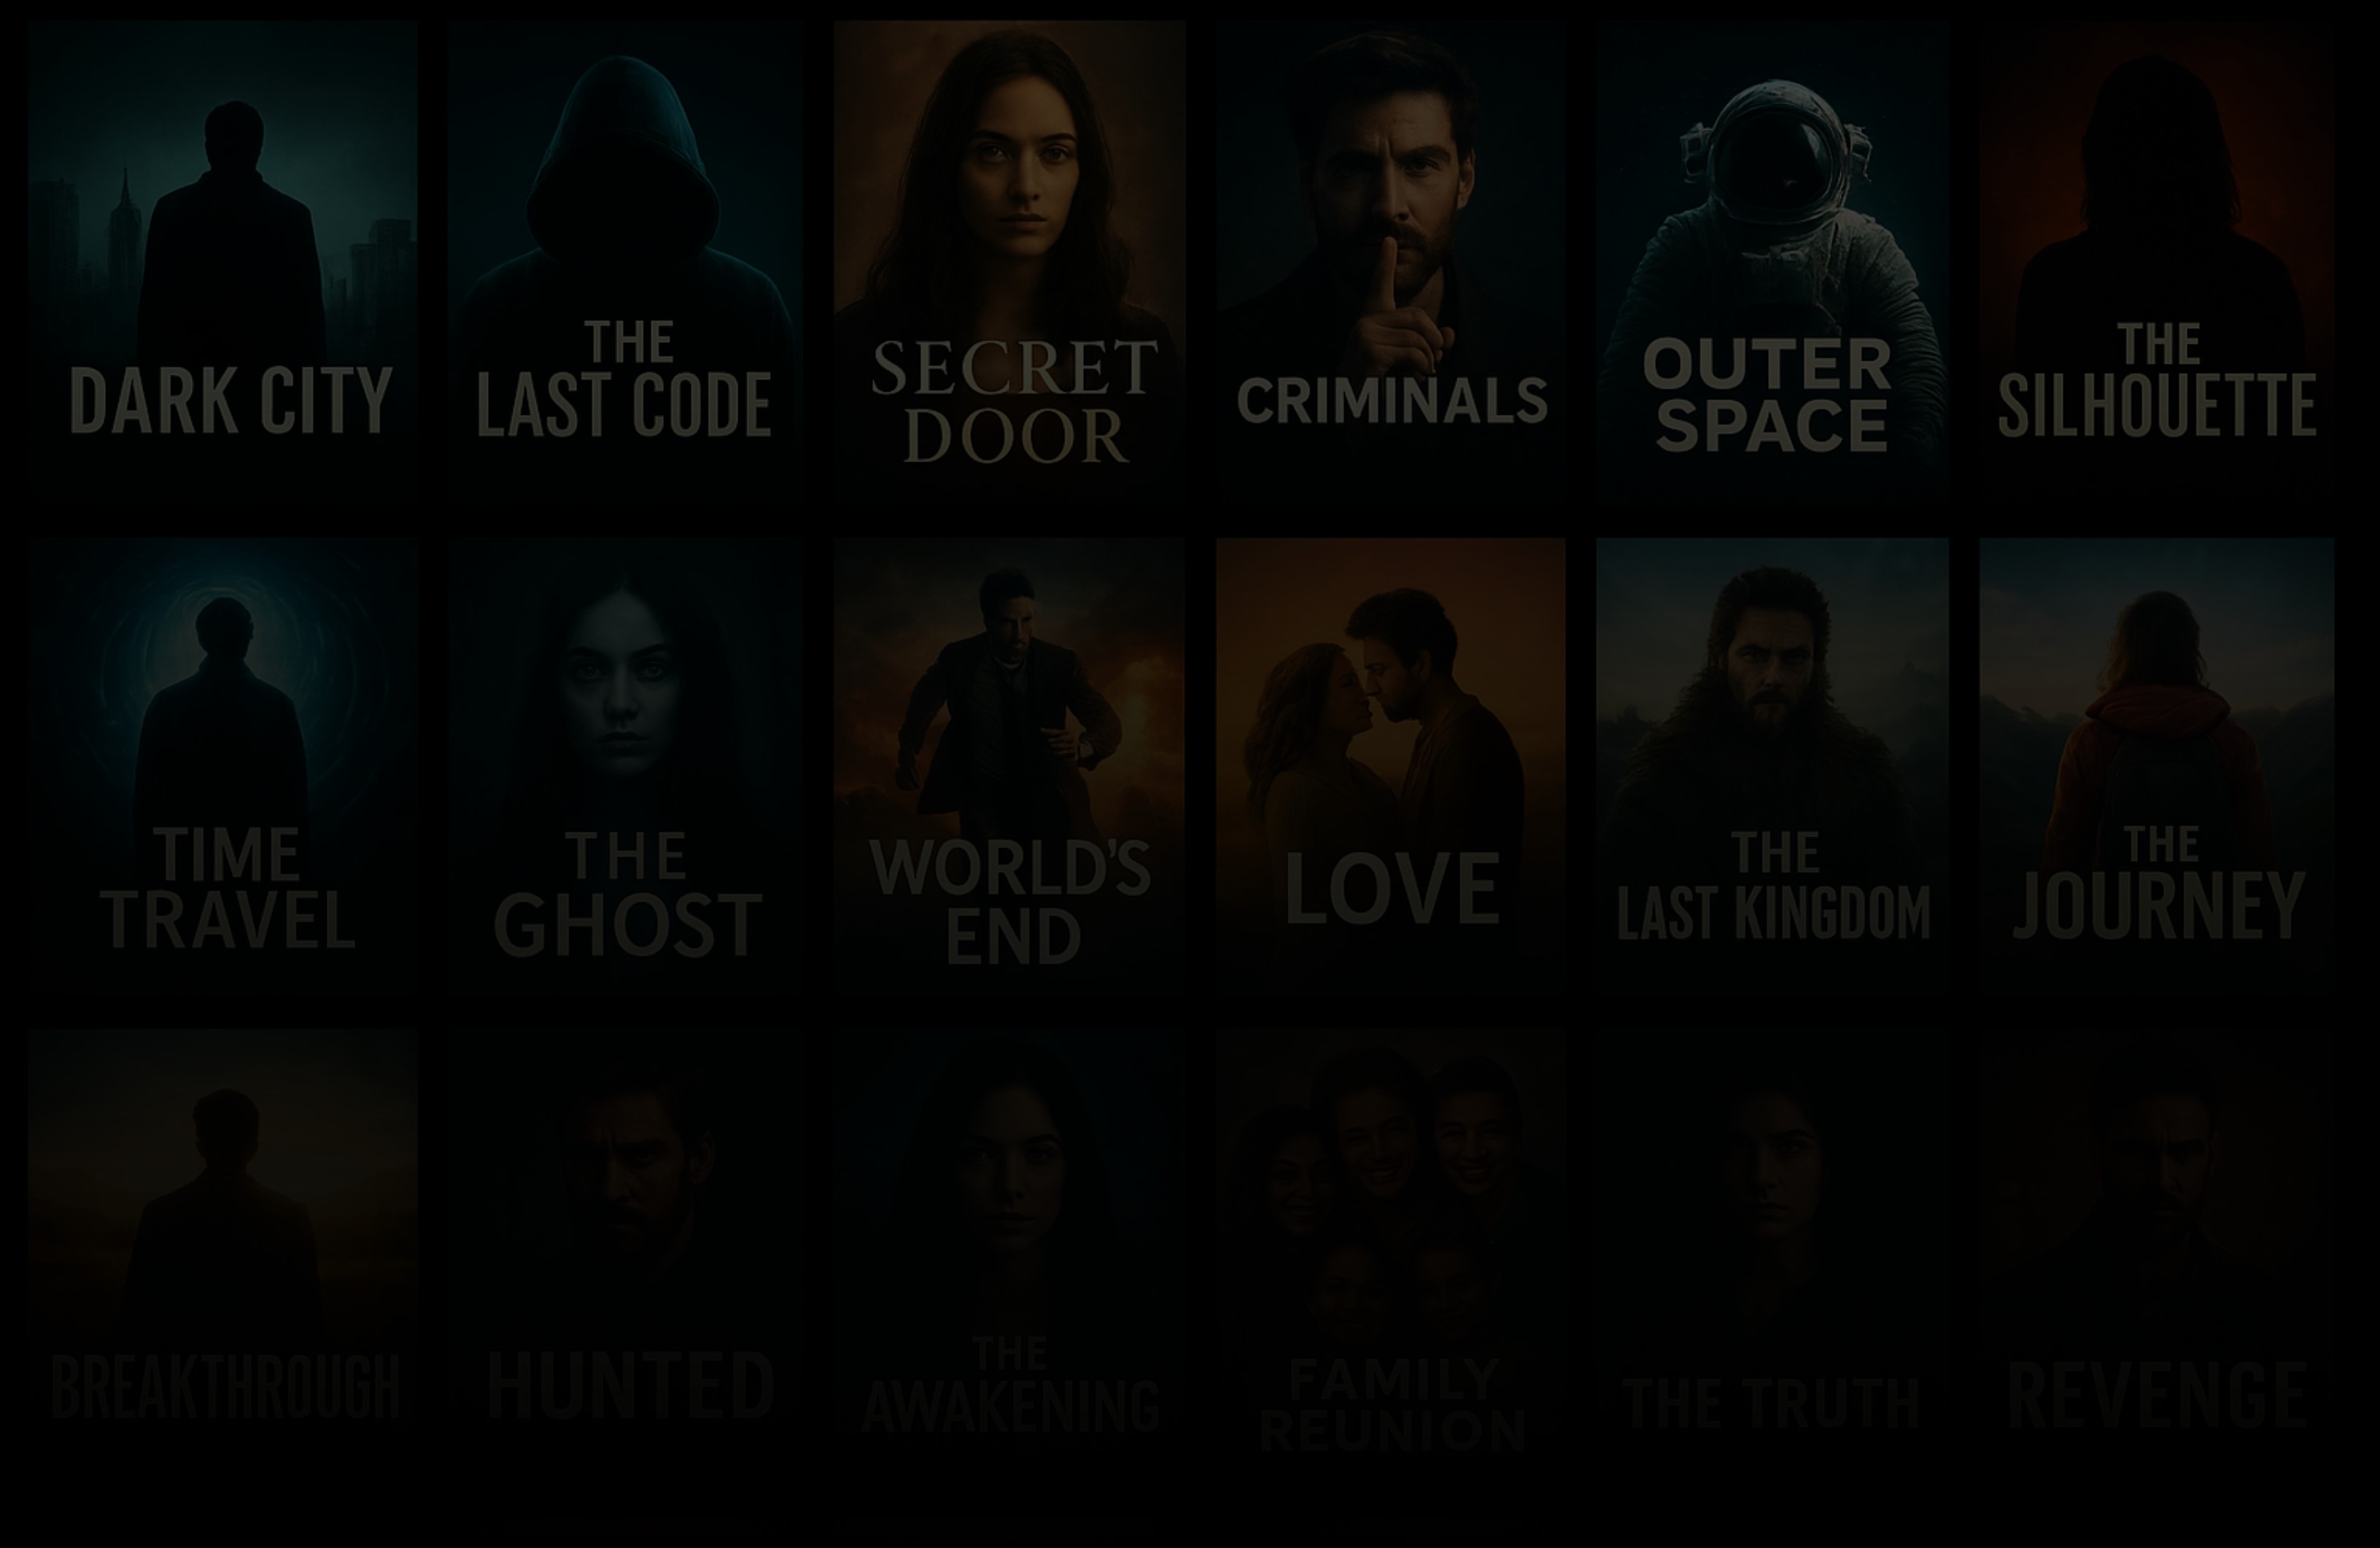 DARK CITY
THE
LAST CODE
SECRET
DOOR
CRIMINALS
OUTER
SPACE
THE
SILHOUETTE
TIME
TRAVEL
THE
GHOST
WORLD'S
END
LOVE
THE
LAST KINGDOM
THE
JOURNEY
BREAKTHROUGH
HUNTED
THE
AWAKENING
FAMILY
REUNION
THE TRUTH
REVENGE